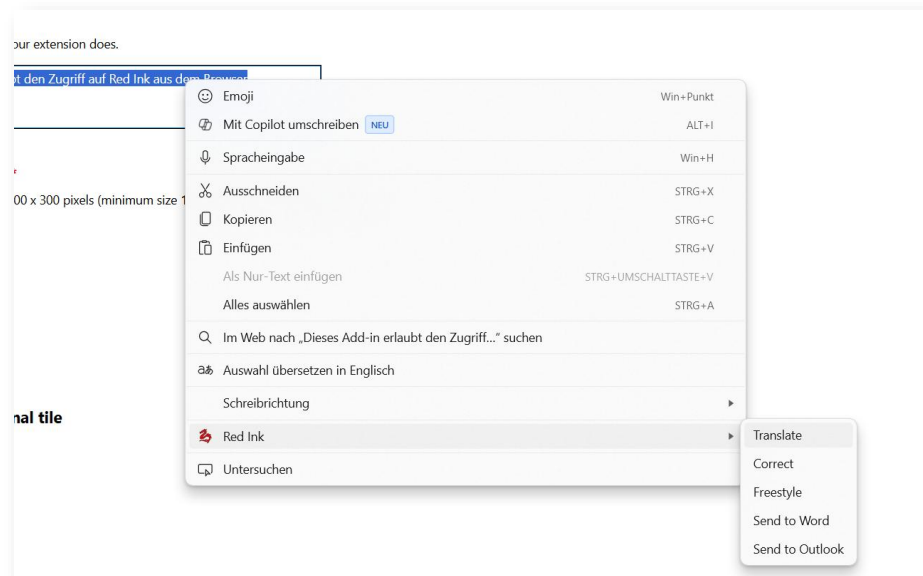 our extension does.
bt den Zugriff auf Red Ink aus dem Browser
*
00 x 300 pixels (minimum size 1
nal tile
Emoji Win+Punkt
Mit Copilot umschreiben NEU ALT+I
Spracheingabe Win+H
Ausschneiden STRG+X
Kopieren STRG+C
Einfügen STRG+V
Als Nur-Text einfügen STRG+UMSCHALTTASTE+V
Alles auswählen STRG+A
Im Web nach „Dieses Add-in erlaubt den Zugriff...“ suchen
Auswahl übersetzen in Englisch
Schreibrichtung
Red Ink
Untersuchen
Translate
Correct
Freestyle
Send to Word
Send to Outlook